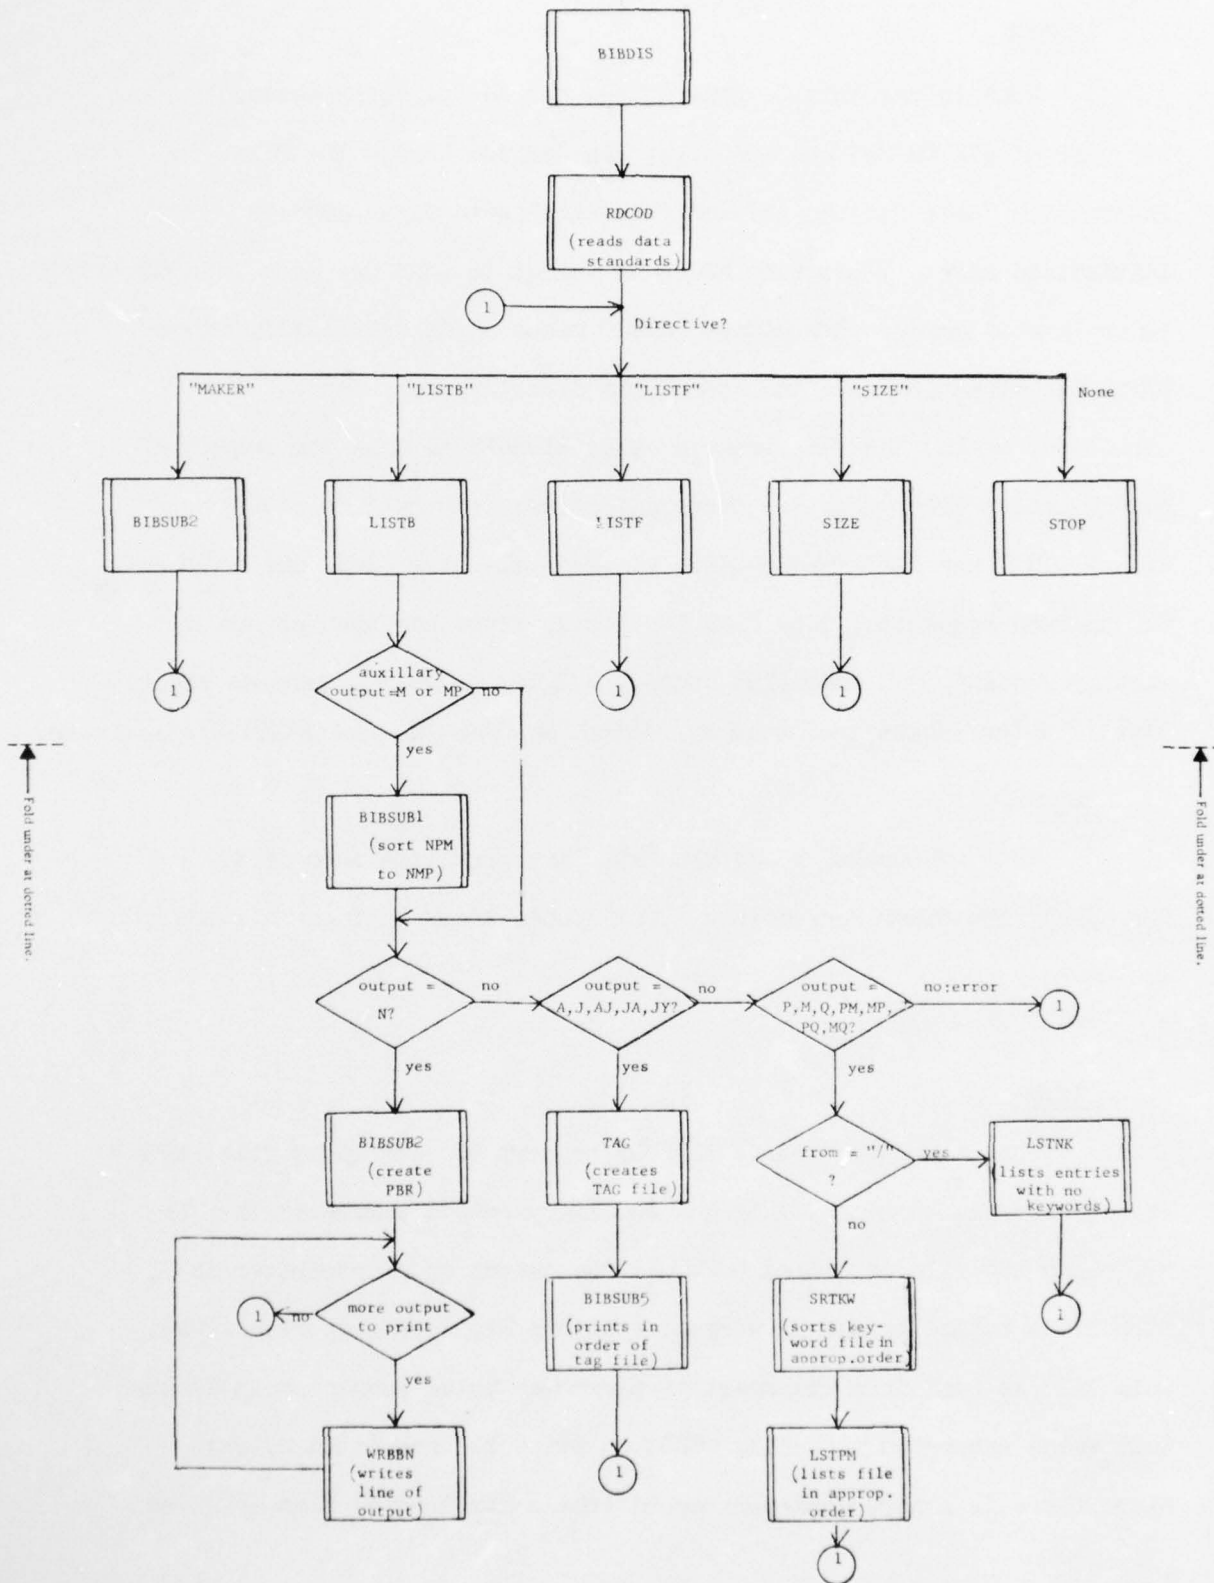 BIBDIS
RDCOD
(reads data
standards)
1
Directive?
"MAKER"
"LISTB"
"LISTF"
"SIZE"
None
BIBSUB2
LISTB
LISTF
SIZE
STOP
1
auxillary
output=M or MP
no
1
1
yes
Fold under at dotted line.
Fold under at dotted line.
BIBSUB1
(sort NPM
to NMP)
output =
N?
no
output =
A,J,AJ,JA,JY?
no
output =
P,M,Q,PM,MP,
PQ,MQ?
no:error
1
yes
yes
yes
BIBSUB2
(create
PBR)
TAG
(creates
TAG file)
from = "/"
?
yes
LSTNK
(lists entries
with no
keywords)
no
1
no
more output
to print
BIBSUB5
(prints in
order of
tag file)
SRTKW
(sorts key-
word file in
approp.order)
1
yes
WRBBN
(writes
line of
output)
1
LSTPM
(lists file
in approp.
order)
1